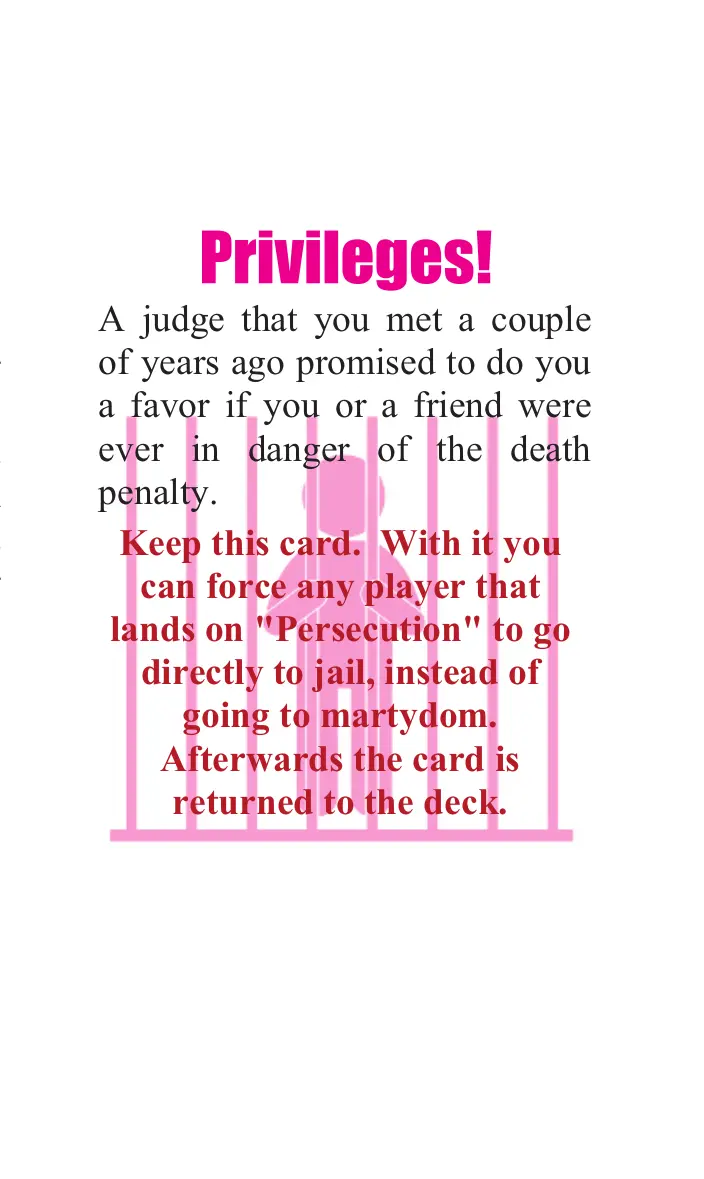 Privileges!
A judge that you met a couple
of years ago promised to do you
a favor if you or a friend were
ever in danger of the death
penalty.
Keep this card.  With it you
can force any player that
lands on "Persecution" to go
directly to jail, instead of
going to martydom.
Afterwards the card is
returned to the deck.